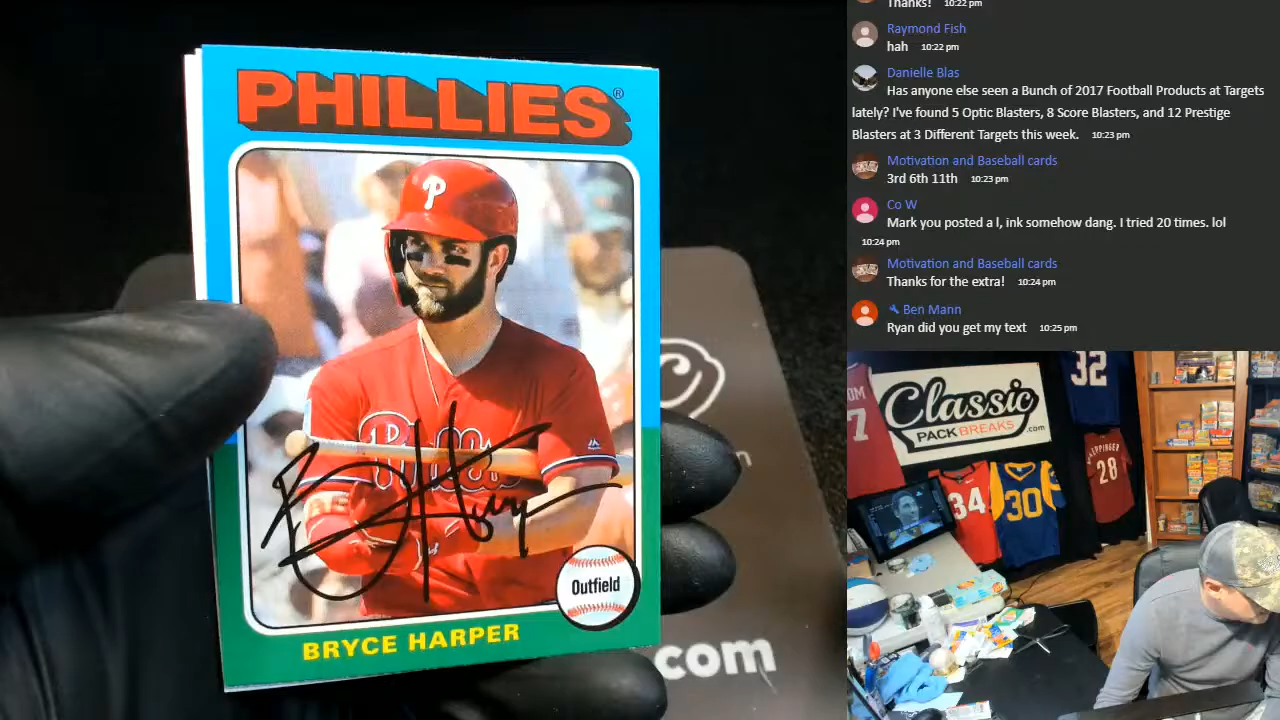 PHILLIES®
P
Phillies
Outfield
BRYCE HARPER
.com
Thanks! 10:22 pm
Raymond Fish
hah 10:22 pm
Danielle Blas
Has anyone else seen a Bunch of 2017 Football Products at Targets
lately? I've found 5 Optic Blasters, 8 Score Blasters, and 12 Prestige
Blasters at 3 Different Targets this week. 10:23 pm
Motivation and Baseball cards
3rd 6th 11th 10:23 pm
Co W
Mark you posted a l, ink somehow dang. I tried 20 times. lol
10:24 pm
Motivation and Baseball cards
Thanks for the extra! 10:24 pm
Ben Mann
Ryan did you get my text 10:25 pm
Classic
PACK BREAKS.com
32
7
34
30
28